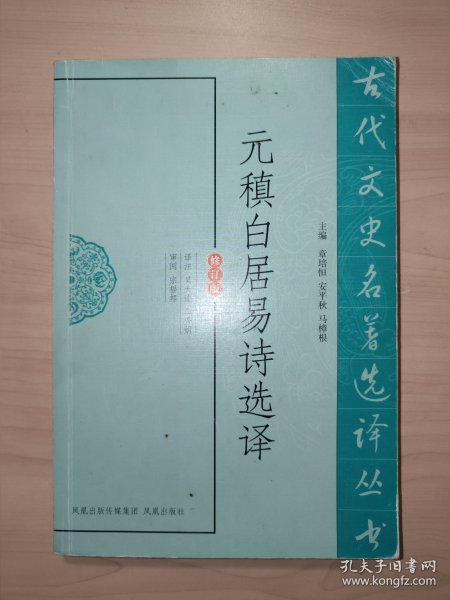 古代文史名著选译丛书
主编 章培恒 安平秋 马樟根
元稹白居易诗选译
修订版
译注
审阅 宗福邦
凤凰出版传媒集团 凤凰出版社
孔夫子旧书网
www.kongfz.com